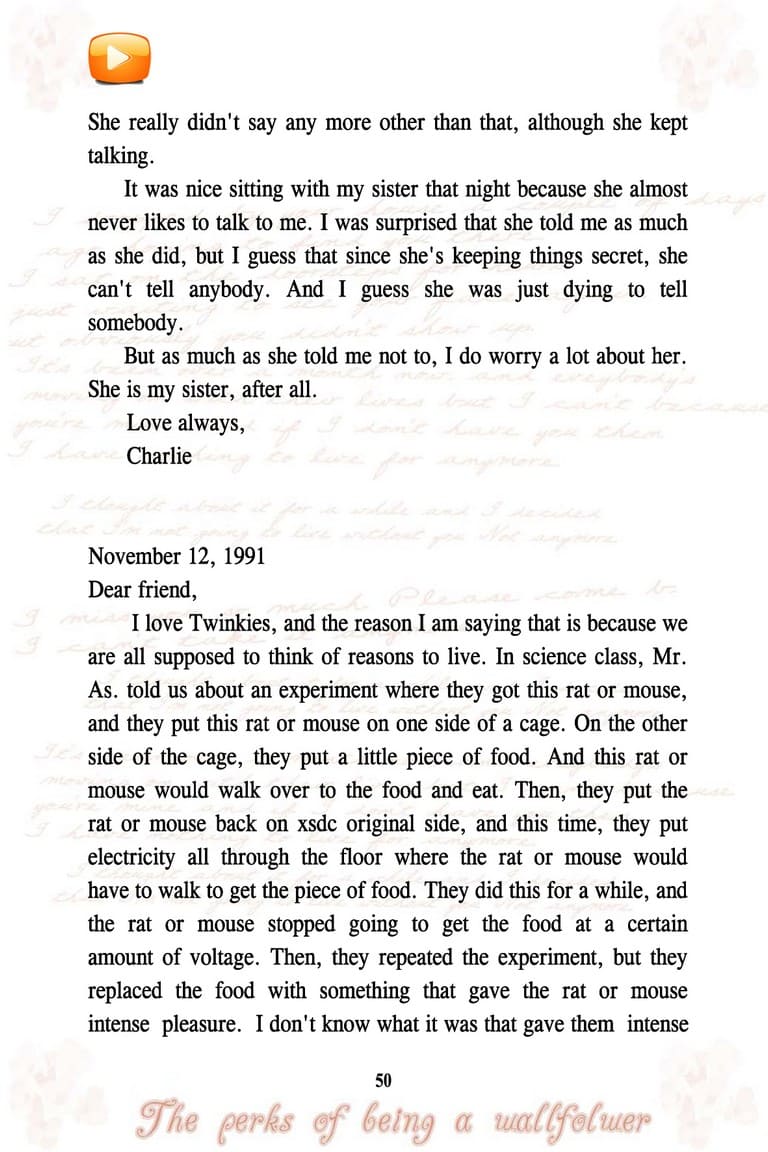 She really didn't say any more other than that, although she kept
talking.
It was nice sitting with my sister that night because she almost
never likes to talk to me. I was surprised that she told me as much
as she did, but I guess that since she's keeping things secret, she
can't tell anybody. And I guess she was just dying to tell
somebody.
But as much as she told me not to, I do worry a lot about her.
She is my sister, after all.
Love always,
Charlie
November 12, 1991
Dear friend,
I love Twinkies, and the reason I am saying that is because we
are all supposed to think of reasons to live. In science class, Mr.
As. told us about an experiment where they got this rat or mouse,
and they put this rat or mouse on one side of a cage. On the other
side of the cage, they put a little piece of food. And this rat or
mouse would walk over to the food and eat. Then, they put the
rat or mouse back on xsdc original side, and this time, they put
electricity all through the floor where the rat or mouse would
have to walk to get the piece of food. They did this for a while, and
the rat or mouse stopped going to get the food at a certain
amount of voltage. Then, they repeated the experiment, but they
replaced the food with something that gave the rat or mouse
intense pleasure. I don't know what it was that gave them intense
50
The perks of being a wallfolwer